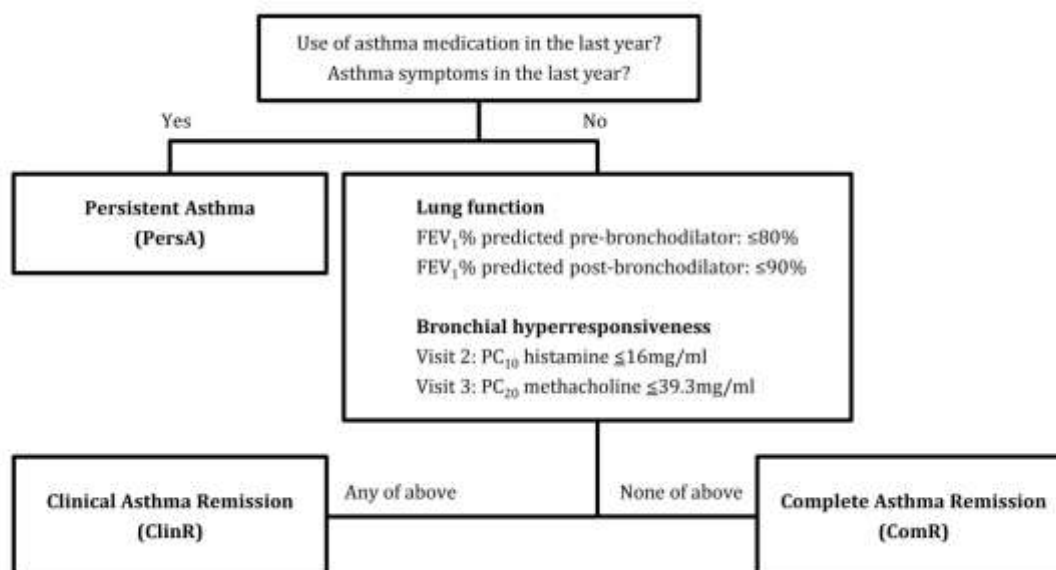 Use of asthma medication in the last year?
Asthma symptoms in the last year?
Yes
No
Persistent Asthma
(PersA)
Lung function
FEV₁% predicted pre-bronchodilator: ≤80%
FEV₁% predicted post-bronchodilator: ≤90%
Bronchial hyperresponsiveness
Visit 2: PC₁₀ histamine ≤16mg/ml
Visit 3: PC₂₀ methacholine ≤39.3mg/ml
Clinical Asthma Remission
(ClinR)
Any of above
None of above
Complete Asthma Remission
(ComR)